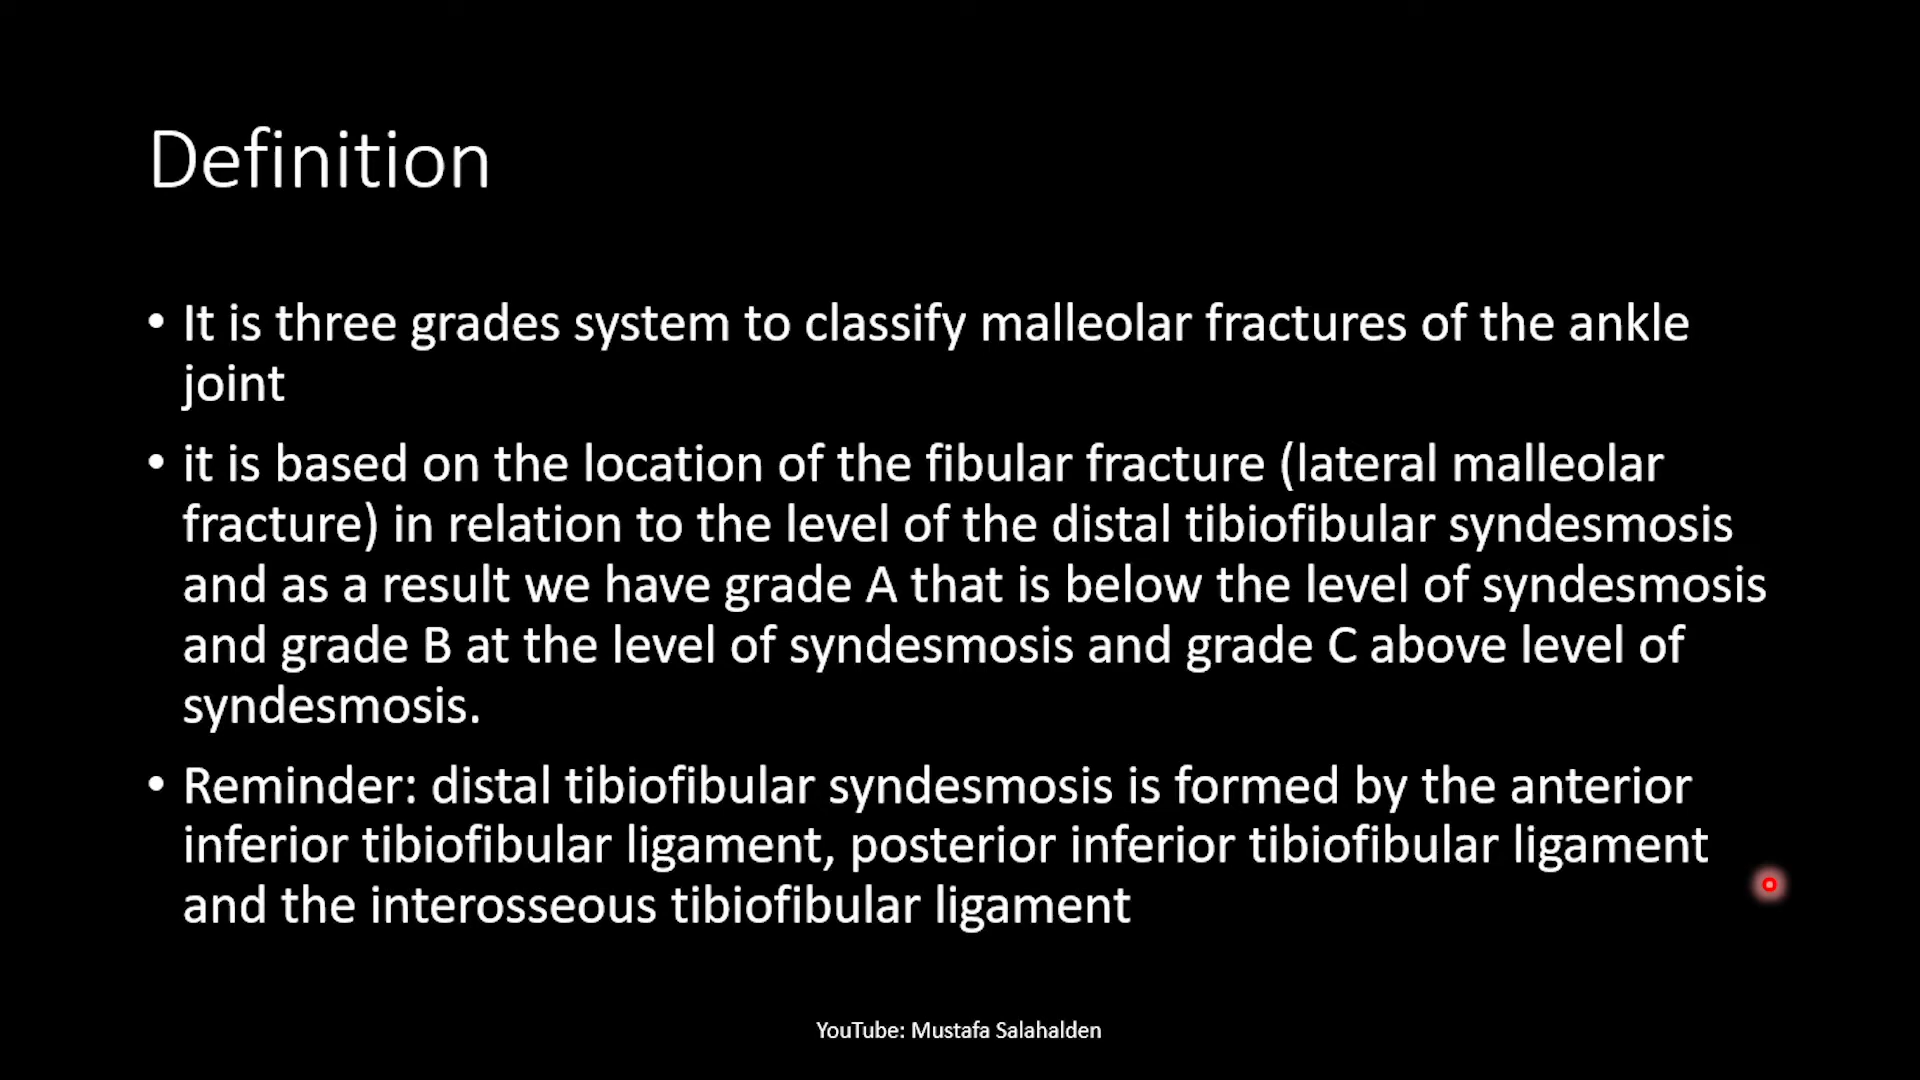 Definition
• It is three grades system to classify malleolar fractures of the ankle
joint
• it is based on the location of the fibular fracture (lateral malleolar
fracture) in relation to the level of the distal tibiofibular syndesmosis
and as a result we have grade A that is below the level of syndesmosis
and grade B at the level of syndesmosis and grade C above level of
syndesmosis.
• Reminder: distal tibiofibular syndesmosis is formed by the anterior
inferior tibiofibular ligament, posterior inferior tibiofibular ligament
and the interosseous tibiofibular ligament
YouTube: Mustafa Salahalden